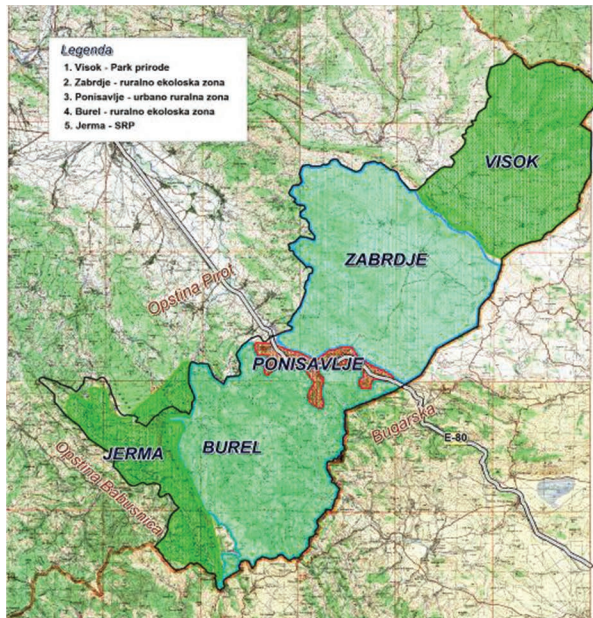 Legenda
1. Visok - Park prirode
2. Zabrdje - ruralno ekoloska zona
3. Ponisavlje - urbano ruralna zona
4. Burel - ruralno ekoloska zona
5. Jerma - SRP
VISOK
ZABRDJE
Opstina Pirot
PONISAVLJE
Bugarska
E-80
JERMA
BUREL
Opstina Babusnica